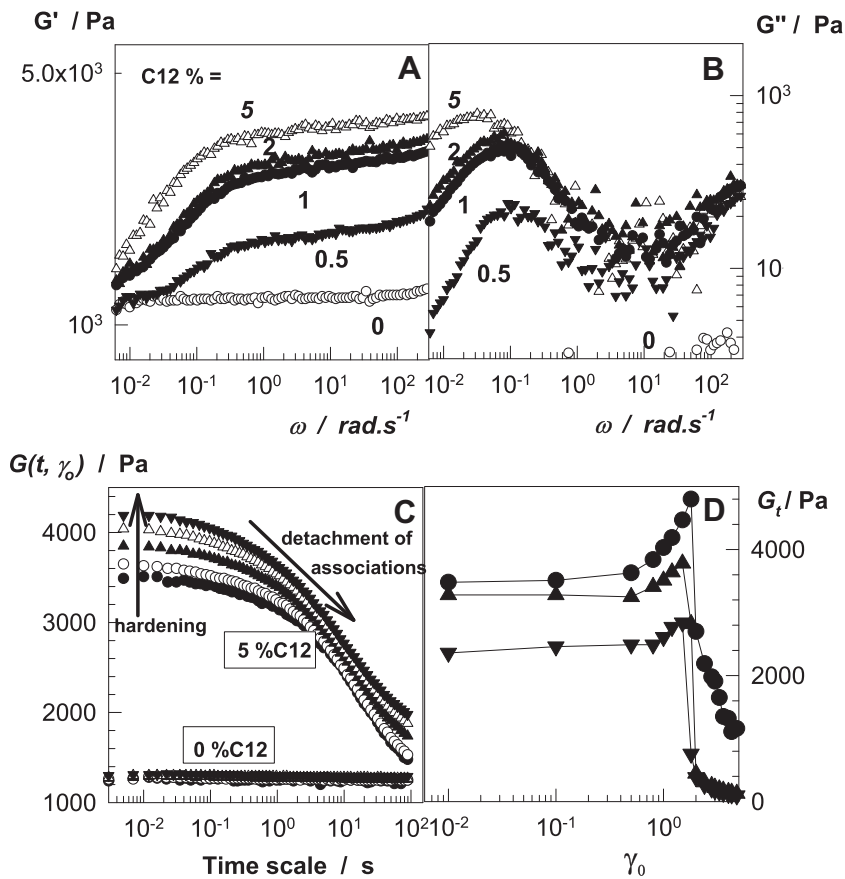 G' / Pa
G" / Pa
5.0x10³
10³
C12 % =
A
5
2
1
0.5
0
10⁻² 10⁻¹ 10⁰ 10¹ 10²
ω / rad.s⁻¹
B
5
2
1
0.5
0
10³
10
10⁻² 10⁻¹ 10⁰ 10¹ 10²
ω / rad.s⁻¹
G(t, γₒ) / Pa
4000
3000
2000
1000
C
detachment of
associations
hardening
5 %C12
0 %C12
10⁻² 10⁻¹ 10⁰ 10¹ 10²
Time scale / s
D
Gₜ / Pa
4000
2000
0
10⁻² 10⁻¹ 10⁰
γ₀